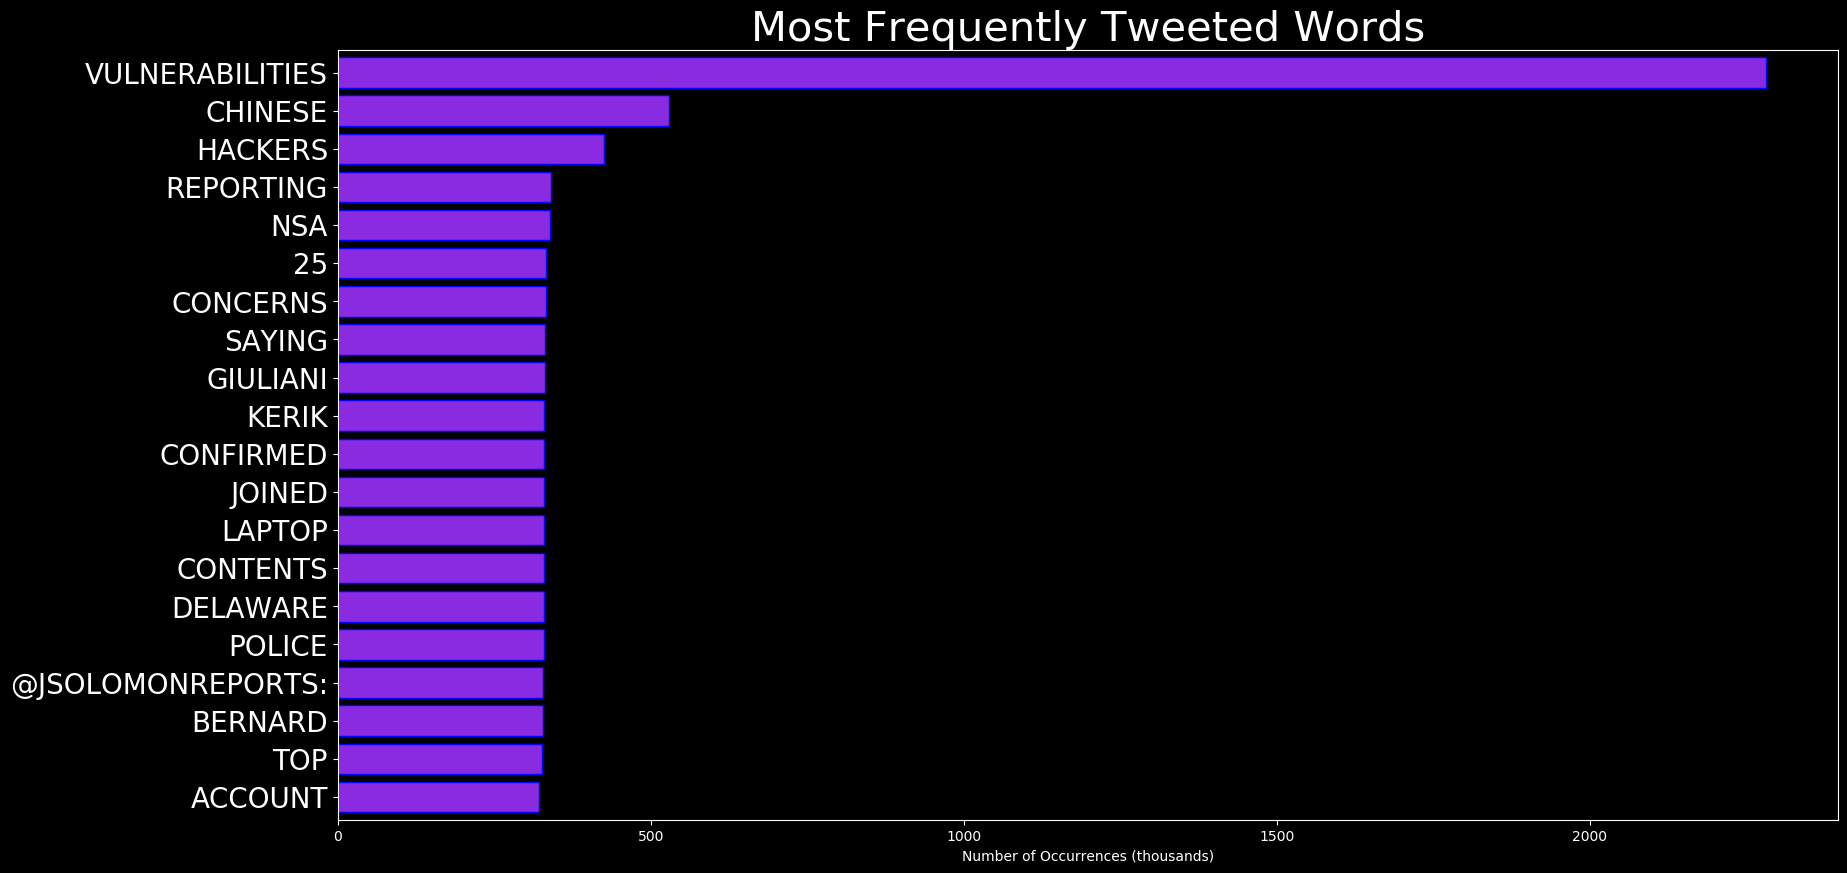 Most Frequently Tweeted Words
VULNERABILITIES
CHINESE
HACKERS
REPORTING
NSA
25
CONCERNS
SAYING
GIULIANI
KERIK
CONFIRMED
JOINED
LAPTOP
CONTENTS
DELAWARE
POLICE
@JSOLOMONREPORTS:
BERNARD
TOP
ACCOUNT
0 500 1000 1500 2000
Number of Occurrences (thousands)